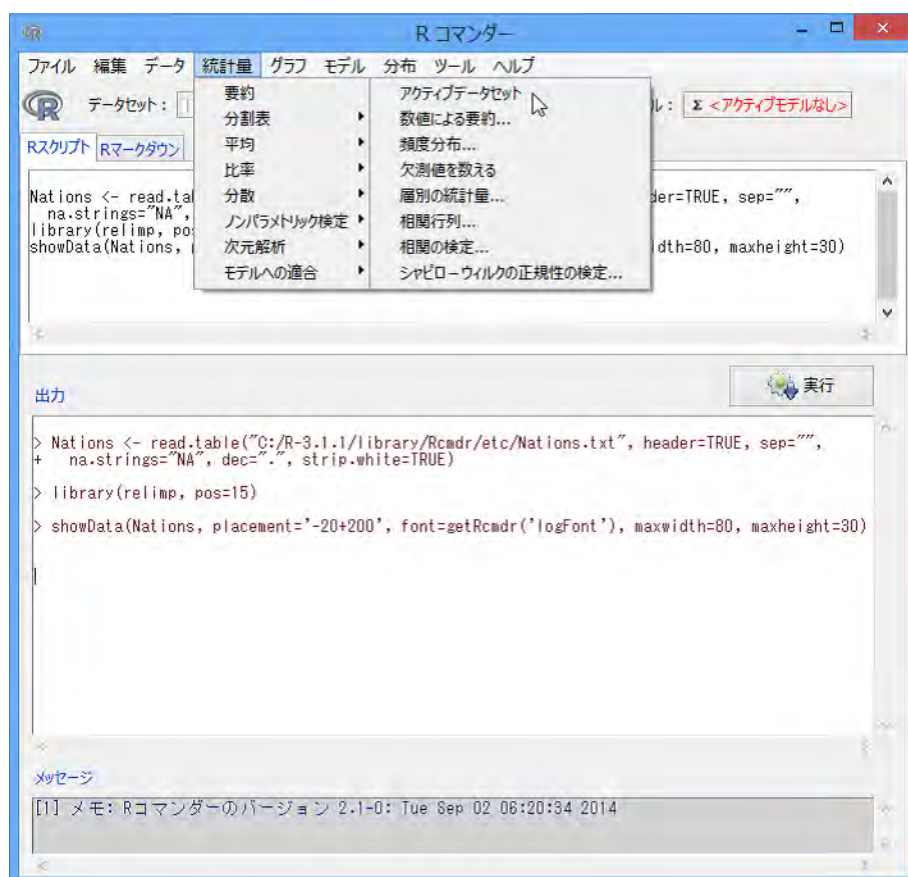 R コマンダー
ファイル 編集 データ 統計量 グラフ モデル 分布 ツール ヘルプ
データセット:
ル: Σ <アクティブモデルなし>
要約
分割表
平均
比率
分散
ノンパラメトリック検定
次元解析
モデルへの適合
アクティブデータセット
数値による要約...
頻度分布...
欠測値を数える
層別の統計量...
相関行列...
相関の検定...
シャピローウィルクの正規性の検定...
Rスクリプト Rマークダウン
Nations <- read.ta der=TRUE, sep="",
na.strings="NA",
library(relimp, po
showData(Nations, dth=80, maxheight=30)
出力
実行
> Nations <- read.table("C:/R-3.1.1/library/Rcmdr/etc/Nations.txt", header=TRUE, sep="",
+ na.strings="NA", dec=".", strip.white=TRUE)
> library(relimp, pos=15)
> showData(Nations, placement='-20+200', font=getRcmdr('logFont'), maxwidth=80, maxheight=30)
メッセージ
[1] メモ: Rコマンダーのバージョン 2.1-0: Tue Sep 02 06:20:34 2014